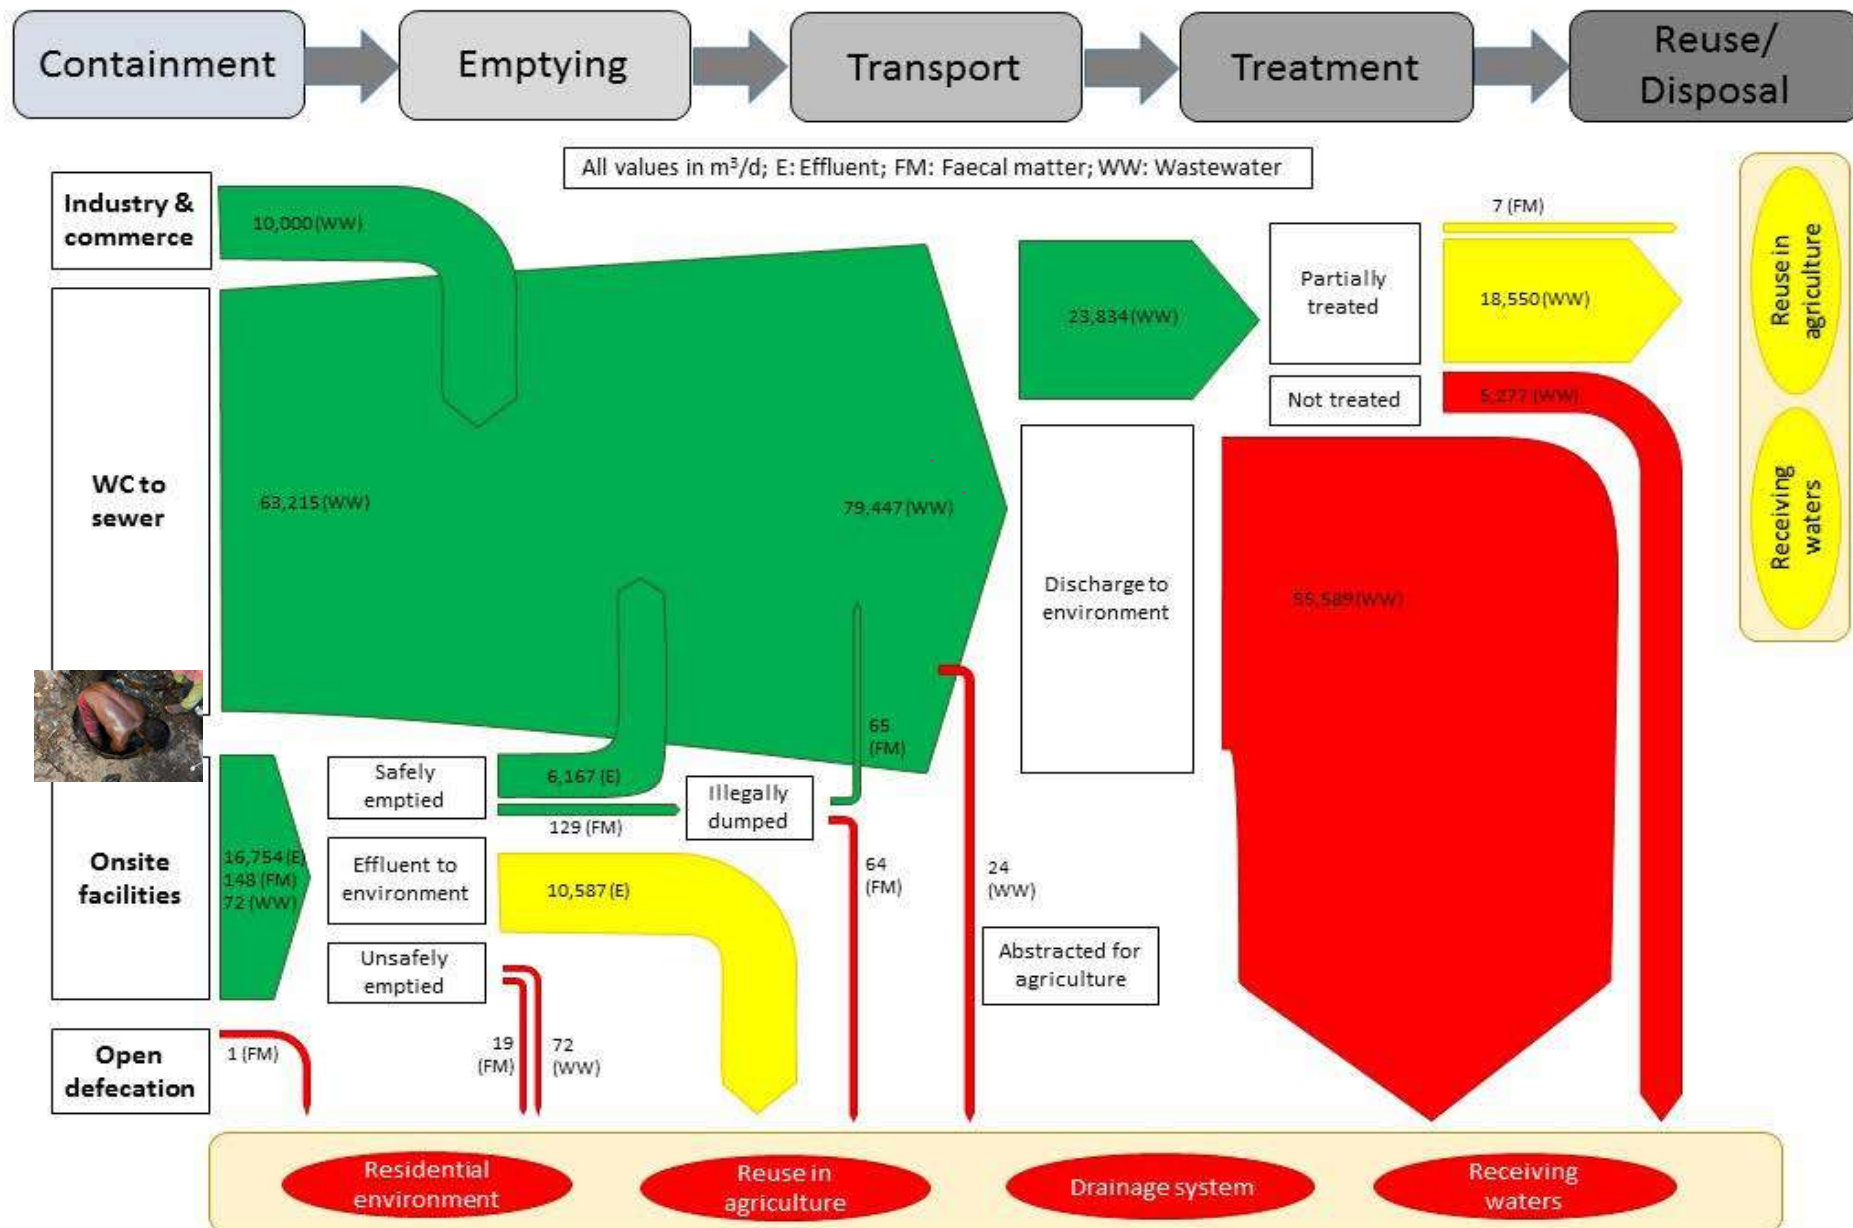 Containment
Emptying
Transport
Treatment
Reuse/
Disposal
All values in m³/d; E: Effluent; FM: Faecal matter; WW: Wastewater
Industry &
commerce
10,000 (WW)
WC to
sewer
63,215 (WW)
79,447 (WW)
23,834 (WW)
Partially
treated
7 (FM)
18,550 (WW)
Not treated
5,277 (WW)
Reuse in
agriculture
Receiving
waters
Discharge to
environment
55,589 (WW)
Onsite
facilities
16,754 (E)
148 (FM)
72 (WW)
Safely
emptied
6,167 (E)
129 (FM)
Illegally
dumped
65
(FM)
64
(FM)
24
(WW)
Effluent to
environment
10,587 (E)
Unsafely
emptied
19
(FM)
72
(WW)
Abstracted for
agriculture
Open
defecation
1 (FM)
Residential
environment
Reuse in
agriculture
Drainage system
Receiving
waters